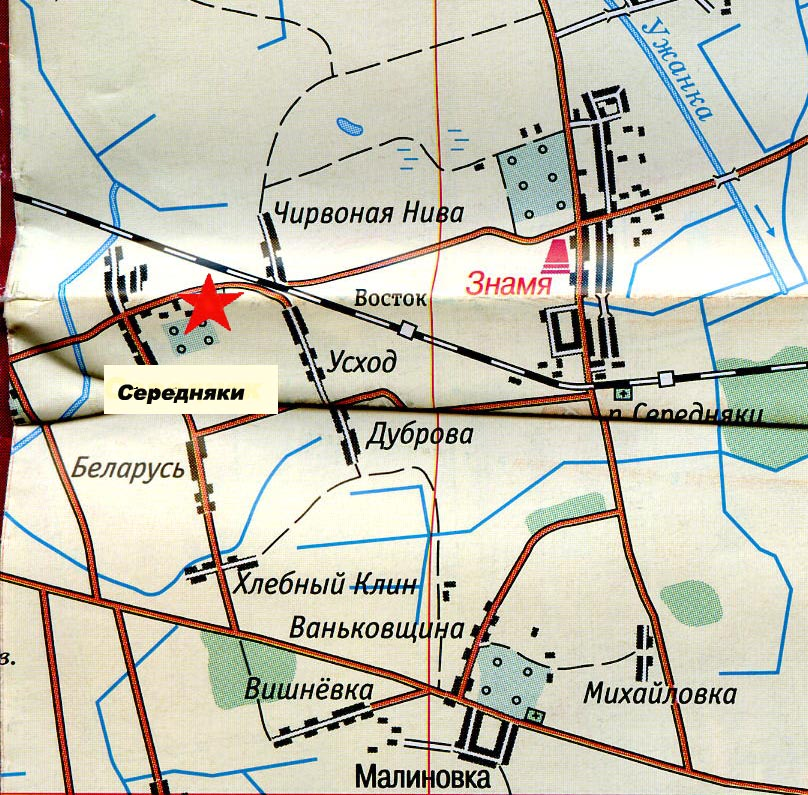 Ужанка
Чирвоная Нива
Знамя
Восток
Усход
Середняки
р. Середняки
Дуброва
Беларусь
Хлебный Клин
Ваньковщина
в.
Вишнёвка
Михайловка
Малиновка